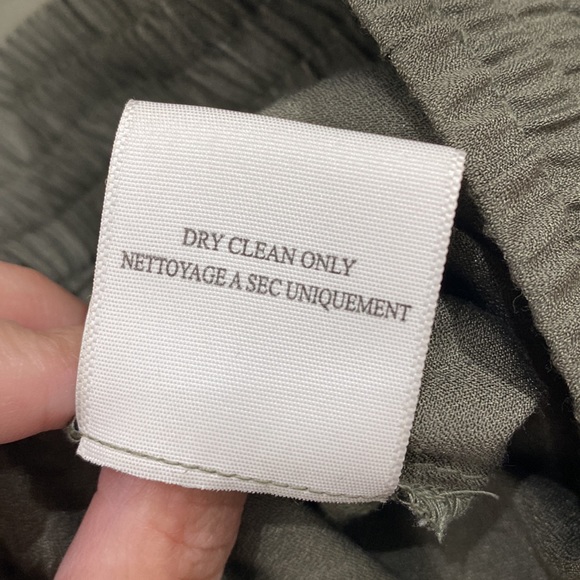 DRY CLEAN ONLY
NETTOYAGE A SEC UNIQUEMENT